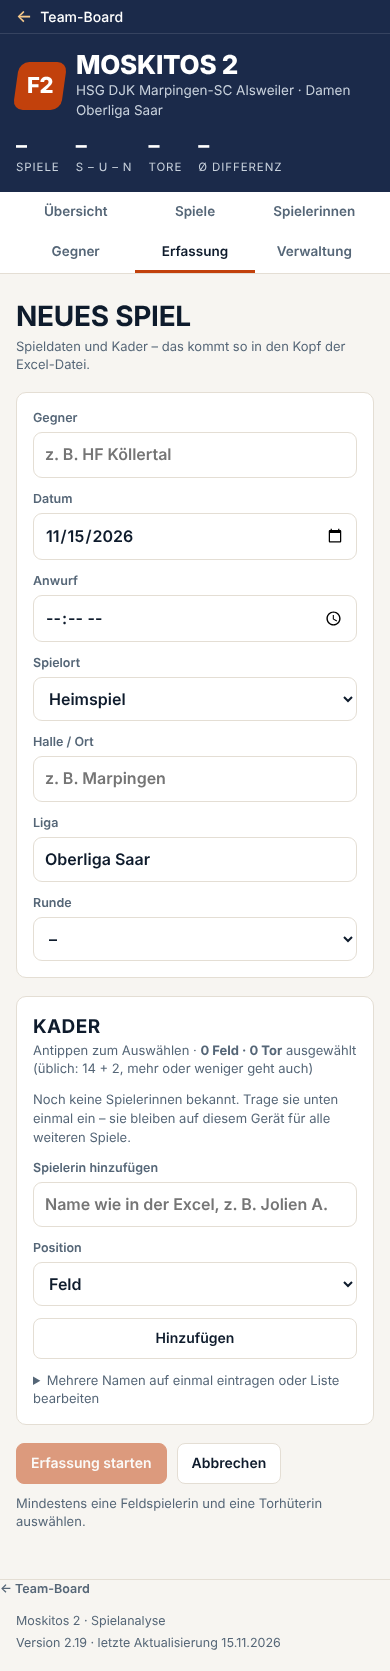 ← Team-Board
F2
MOSKITOS 2
HSG DJK Marpingen-SC Alsweiler · Damen
Oberliga Saar
–
–
–
–
SPIELE
S – U – N
TORE
Ø DIFFERENZ
Übersicht
Spiele
Spielerinnen
Gegner
Erfassung
Verwaltung
NEUES SPIEL
Spieldaten und Kader – das kommt so in den Kopf der
Excel-Datei.
Gegner
z. B. HF Köllertal
Datum
11/15/2026
Anwurf
--:-- --
Spielort
Heimspiel
Halle / Ort
z. B. Marpingen
Liga
Oberliga Saar
Runde
–
KADER
Antippen zum Auswählen · 0 Feld · 0 Tor ausgewählt
(üblich: 14 + 2, mehr oder weniger geht auch)
Noch keine Spielerinnen bekannt. Trage sie unten
einmal ein – sie bleiben auf diesem Gerät für alle
weiteren Spiele.
Spielerin hinzufügen
Name wie in der Excel, z. B. Jolien A.
Position
Feld
Hinzufügen
▶ Mehrere Namen auf einmal eintragen oder Liste
bearbeiten
Erfassung starten
Abbrechen
Mindestens eine Feldspielerin und eine Torhüterin
auswählen.
← Team-Board
Moskitos 2 · Spielanalyse
Version 2.19 · letzte Aktualisierung 15.11.2026